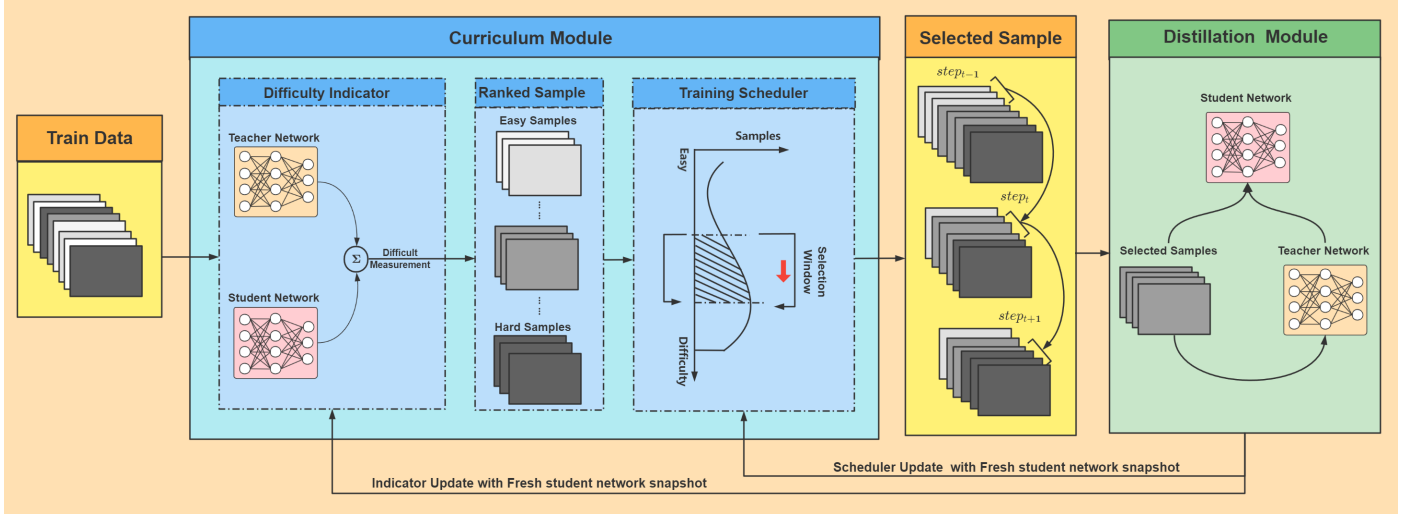 Train Data
Curriculum Module
Difficulty Indicator
Teacher Network
Σ
Difficult
Measurement
Student Network
Ranked Sample
Easy Samples
Hard Samples
Training Scheduler
Samples
Easy
Selection
Window
Difficulty
Selected Sample
step_{t-1}
step_t
step_{t+1}
Distillation Module
Student Network
Selected Samples
Teacher Network
Scheduler Update with Fresh student network snapshot
Indicator Update with Fresh student network snapshot